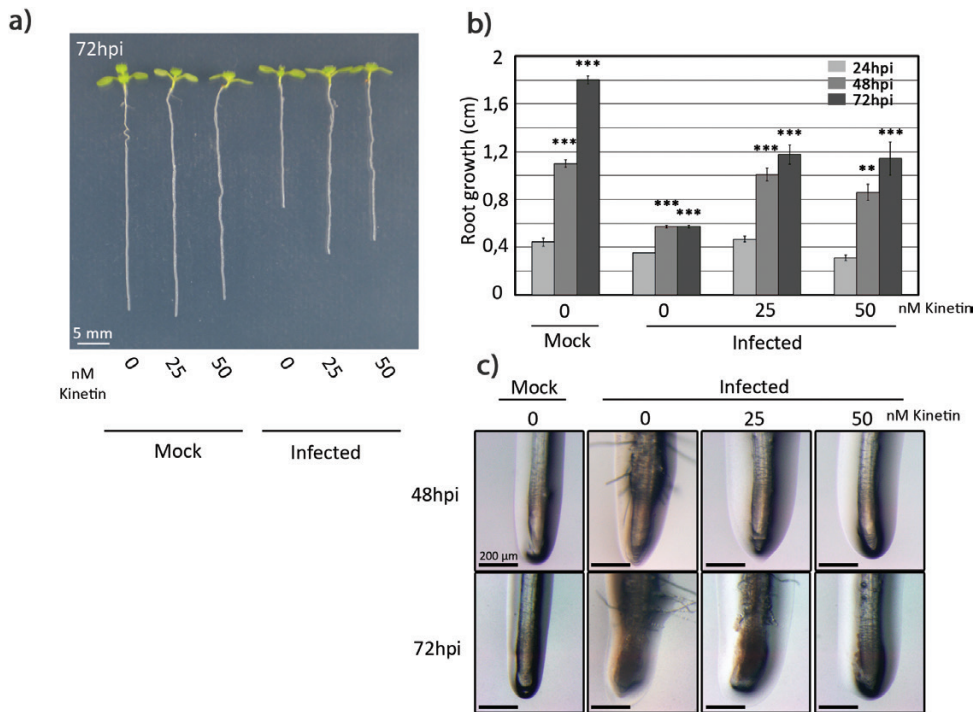 a)
72hpi
5 mm
nM
Kinetin
0
25
50
0
25
50
Mock
Infected
b)
Root growth (cm)
2
1,6
1,2
0,8
0,4
0
24hpi
48hpi
72hpi
***
***
***
***
***
***
**
***
0
0
25
50
nM Kinetin
Mock
Infected
c)
Mock
Infected
0
0
25
50
nM Kinetin
48hpi
200 µm
72hpi